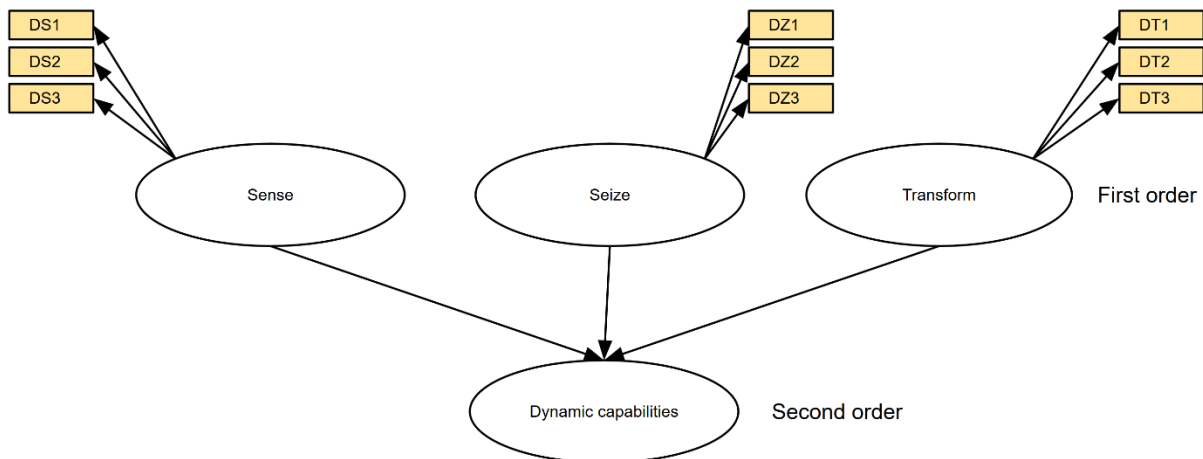 DS1
DS2
DS3
DZ1
DZ2
DZ3
DT1
DT2
DT3
Sense
Seize
Transform
First order
Dynamic capabilities
Second order